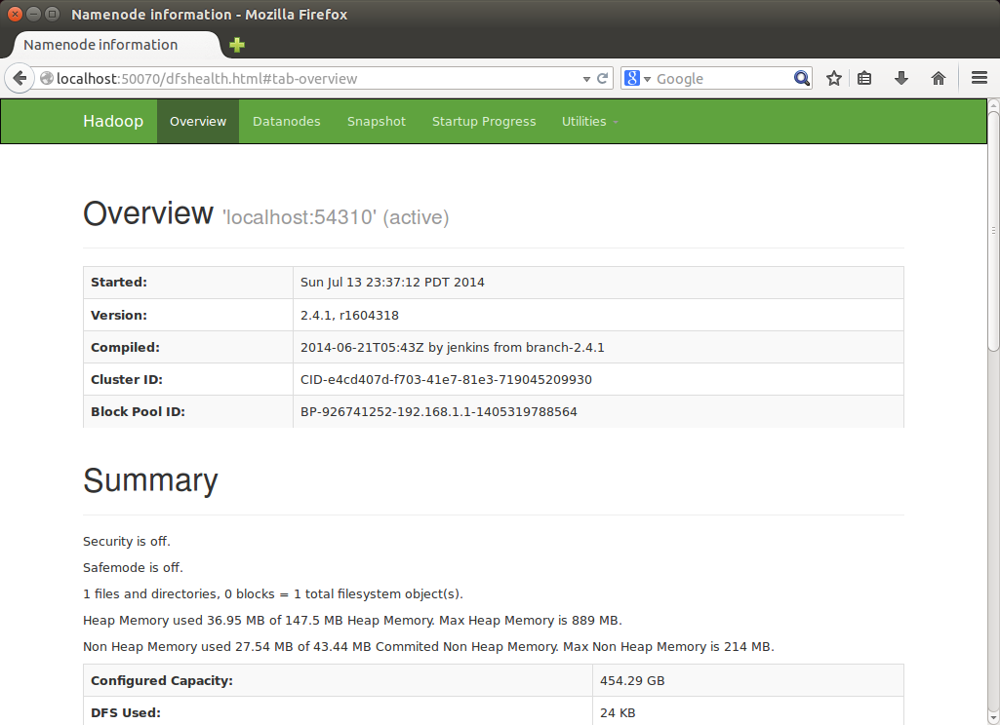 Namenode information - Mozilla Firefox
Namenode information
localhost:50070/dfshealth.html#tab-overview
Google
Hadoop Overview Datanodes Snapshot Startup Progress Utilities
Overview 'localhost:54310' (active)
Started: Sun Jul 13 23:37:12 PDT 2014
Version: 2.4.1, r1604318
Compiled: 2014-06-21T05:43Z by jenkins from branch-2.4.1
Cluster ID: CID-e4cd407d-f703-41e7-81e3-719045209930
Block Pool ID: BP-926741252-192.168.1.1-1405319788564
Summary
Security is off.
Safemode is off.
1 files and directories, 0 blocks = 1 total filesystem object(s).
Heap Memory used 36.95 MB of 147.5 MB Heap Memory. Max Heap Memory is 889 MB.
Non Heap Memory used 27.54 MB of 43.44 MB Commited Non Heap Memory. Max Non Heap Memory is 214 MB.
Configured Capacity: 454.29 GB
DFS Used: 24 KB